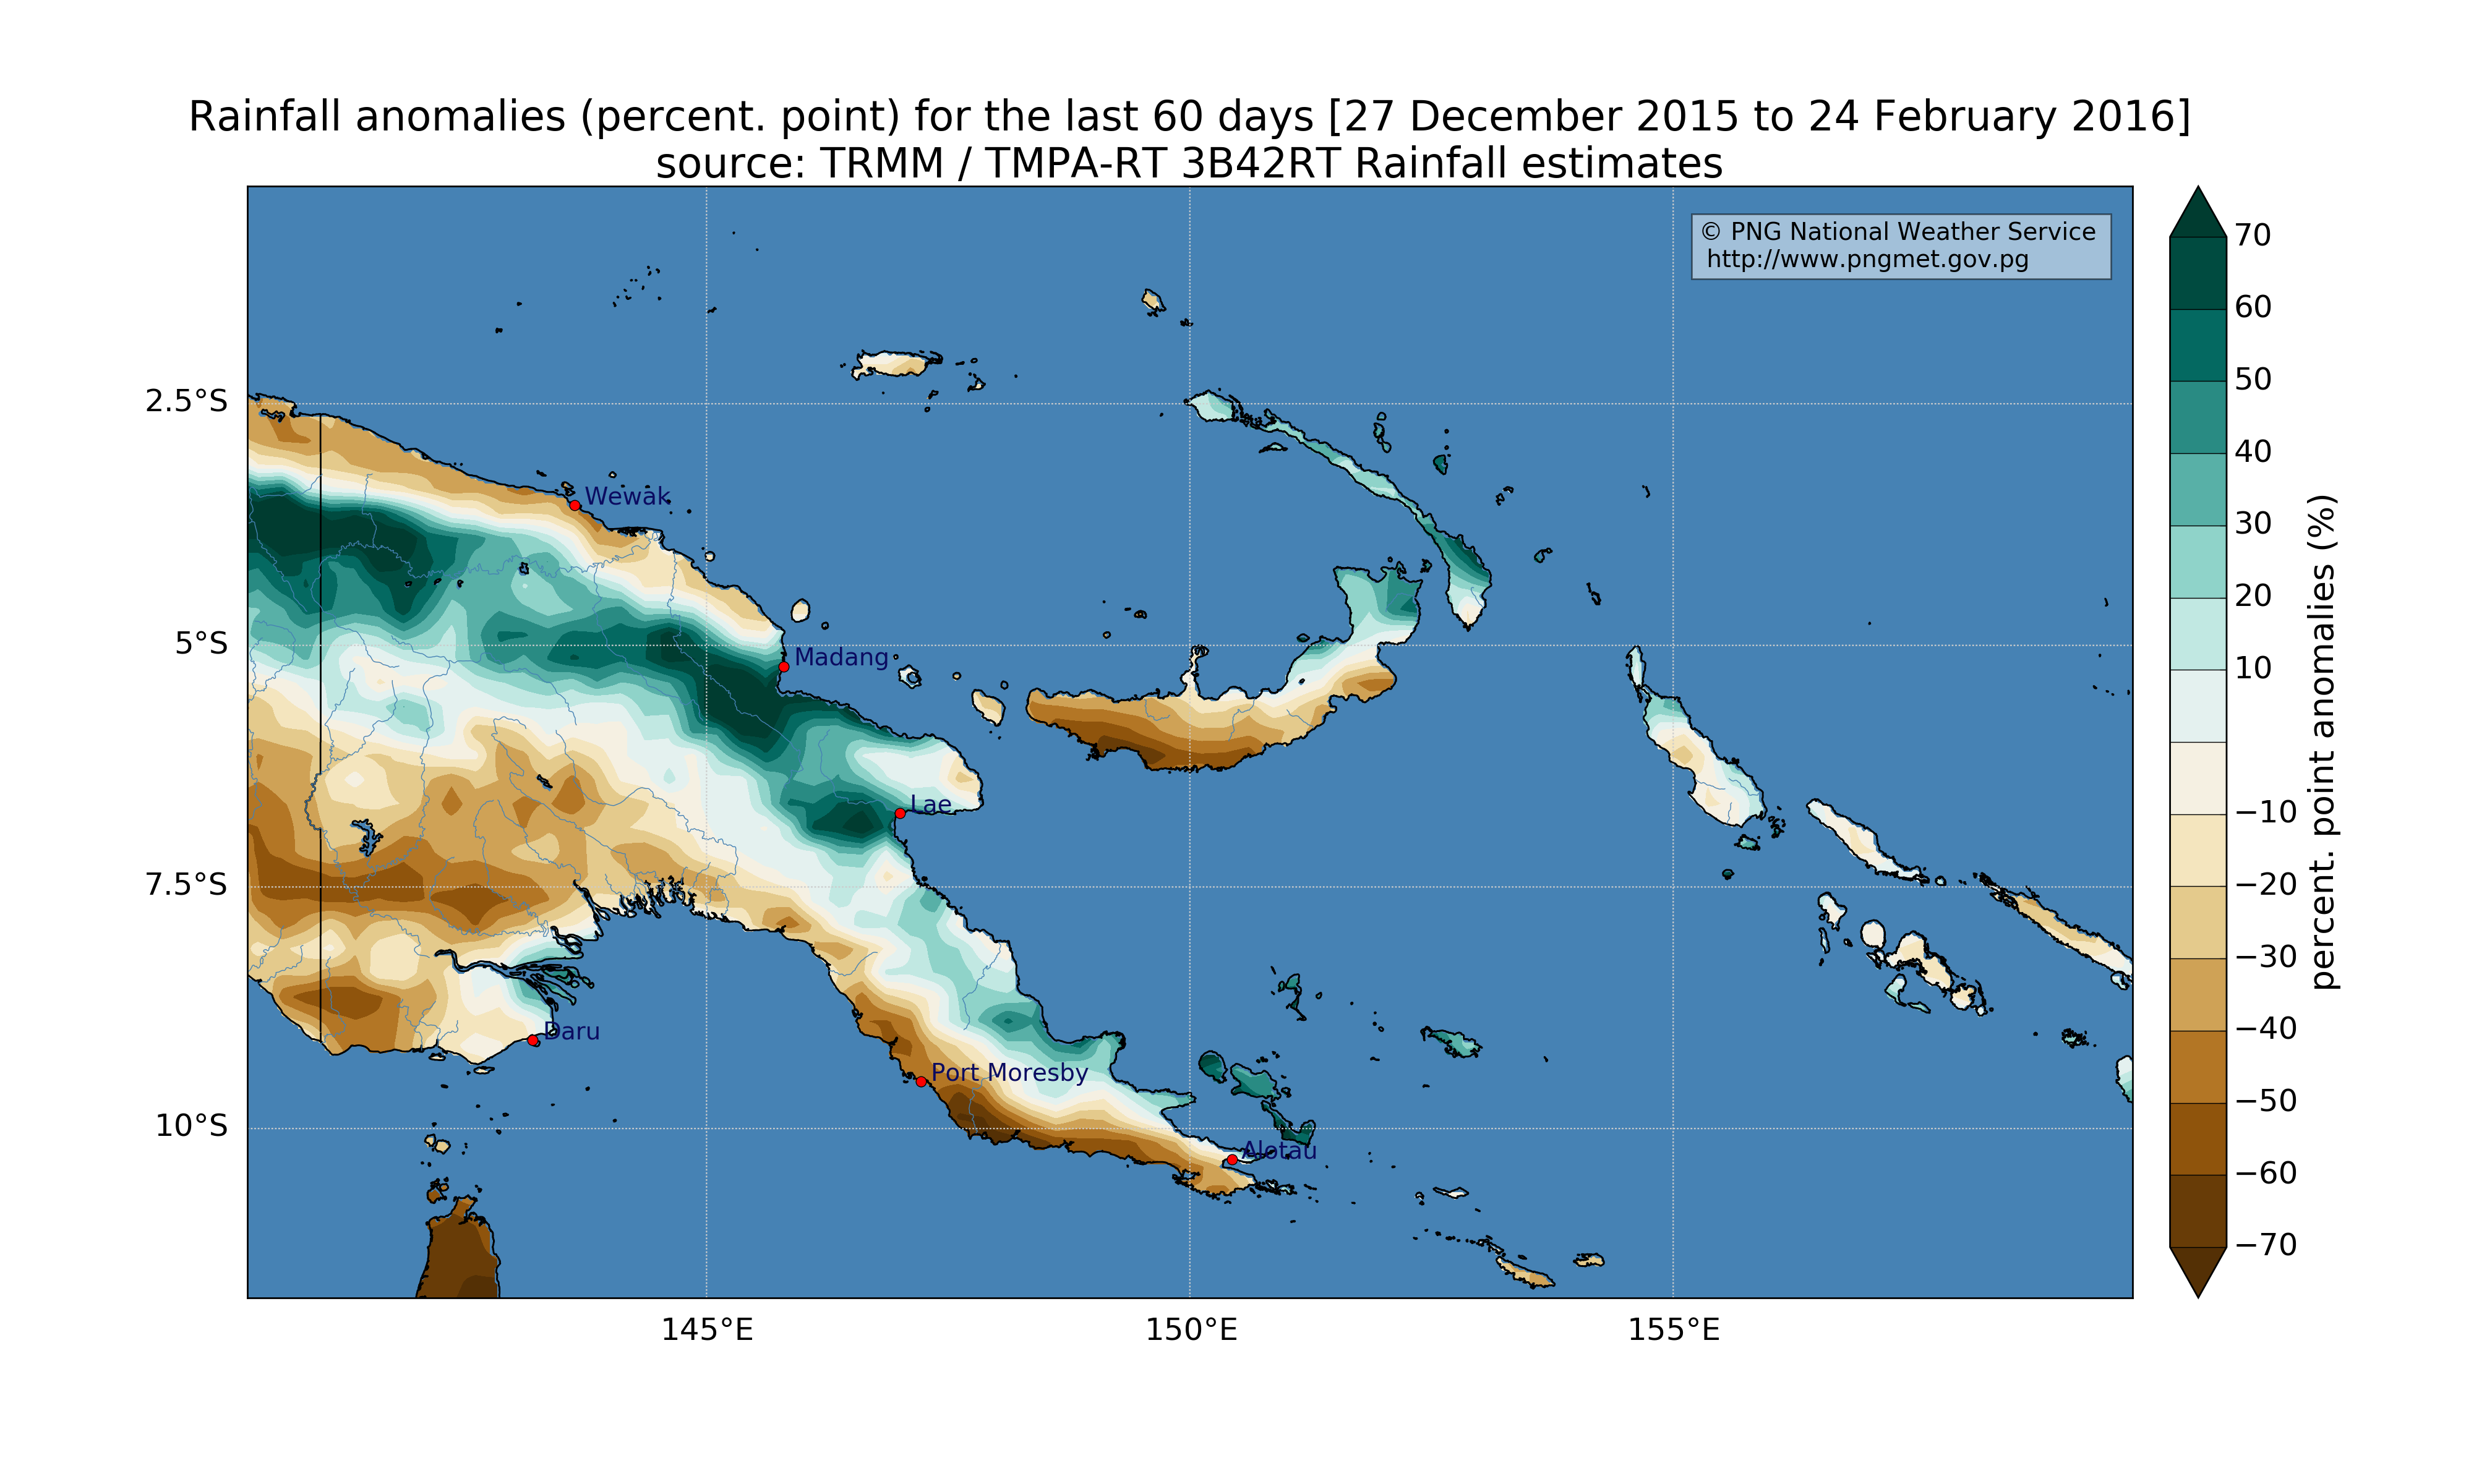 Rainfall anomalies (percent. point) for the last 60 days [27 December 2015 to 24 February 2016]
source: TRMM / TMPA-RT 3B42RT Rainfall estimates
© PNG National Weather Service
http://www.pngmet.gov.pg
2.5°S
5°S
7.5°S
10°S
145°E
150°E
155°E
Wewak
Madang
Lae
Daru
Port Moresby
Alotau
70
60
50
40
30
20
10
−10
−20
−30
−40
−50
−60
−70
percent. point anomalies (%)